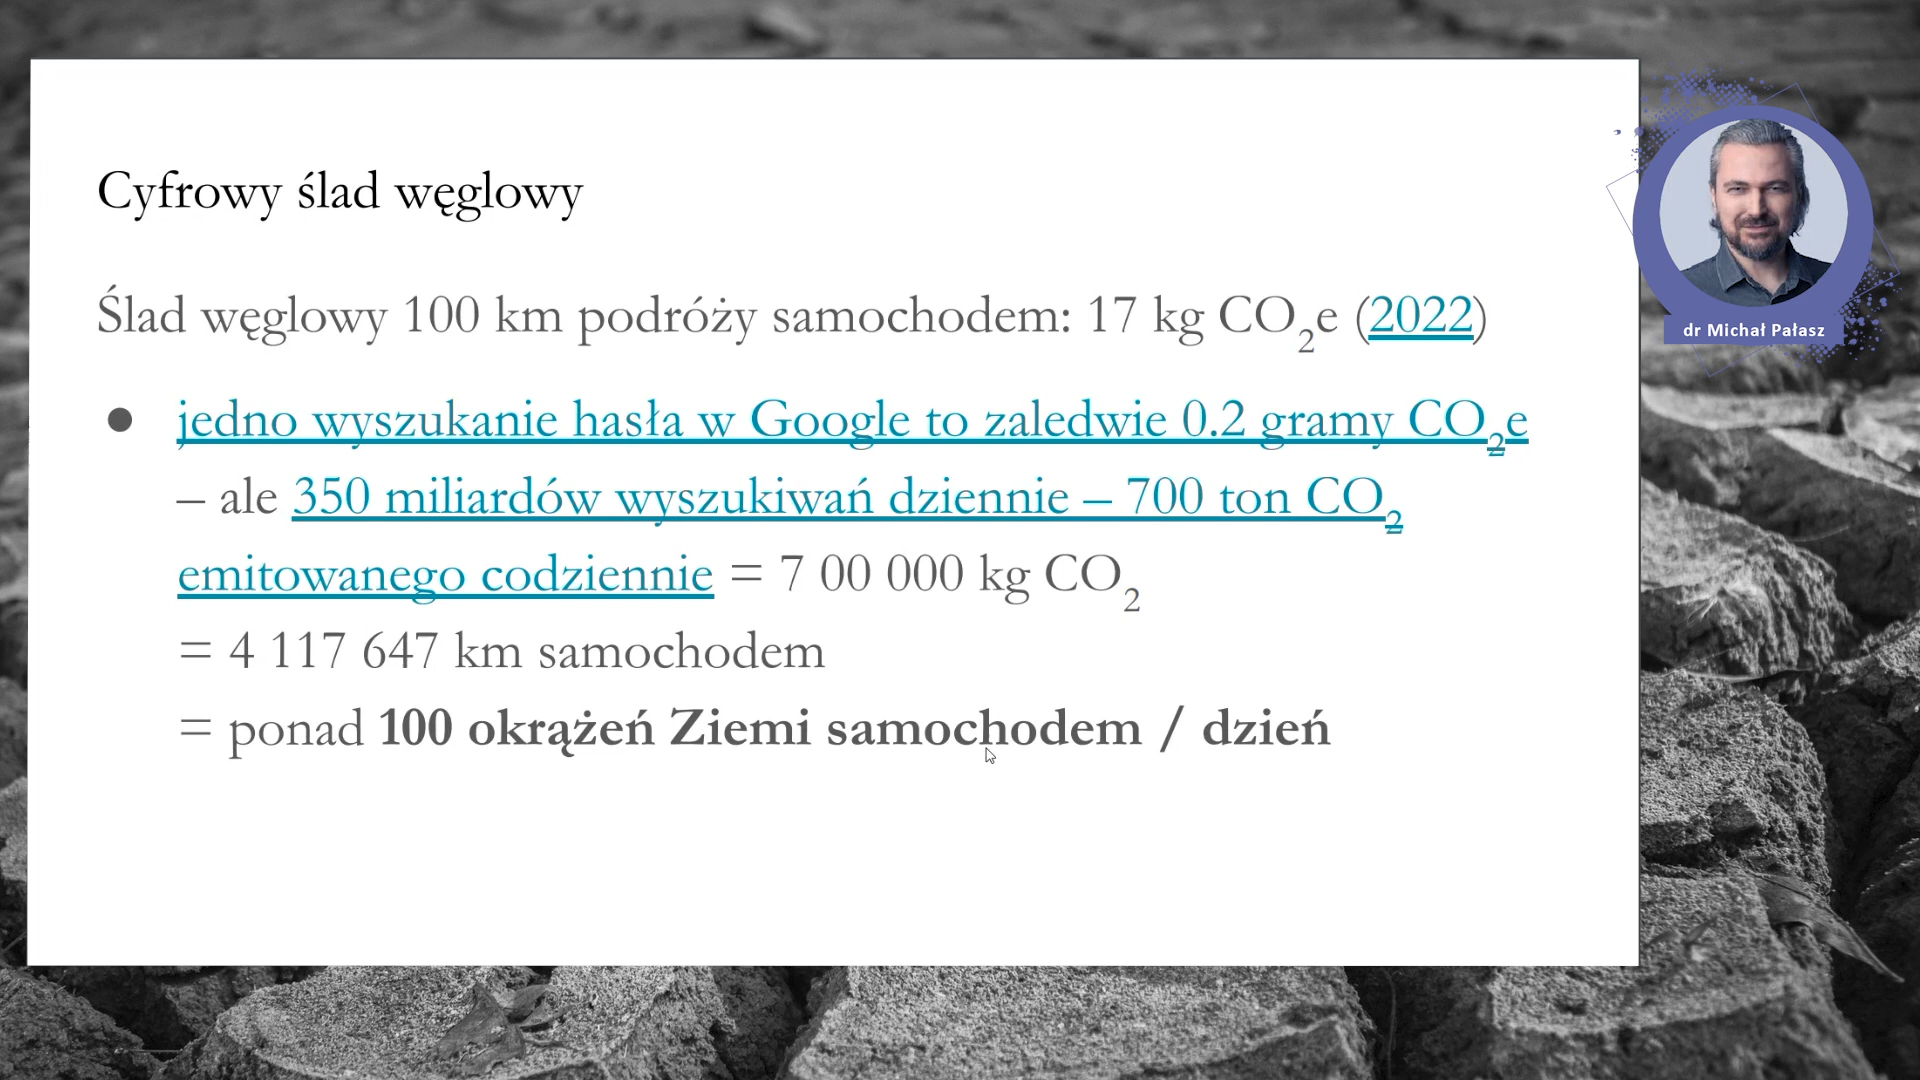 Cyfrowy ślad węglowy
Ślad węglowy 100 km podróży samochodem: 17 kg CO₂e (2022)
● jedno wyszukanie hasła w Google to zaledwie 0.2 gramy CO₂e
– ale 350 miliardów wyszukiwań dziennie – 700 ton CO₂
emitowanego codziennie = 7 00 000 kg CO₂
= 4 117 647 km samochodem
= ponad 100 okrążeń Ziemi samochodem / dzień
dr Michał Pałasz